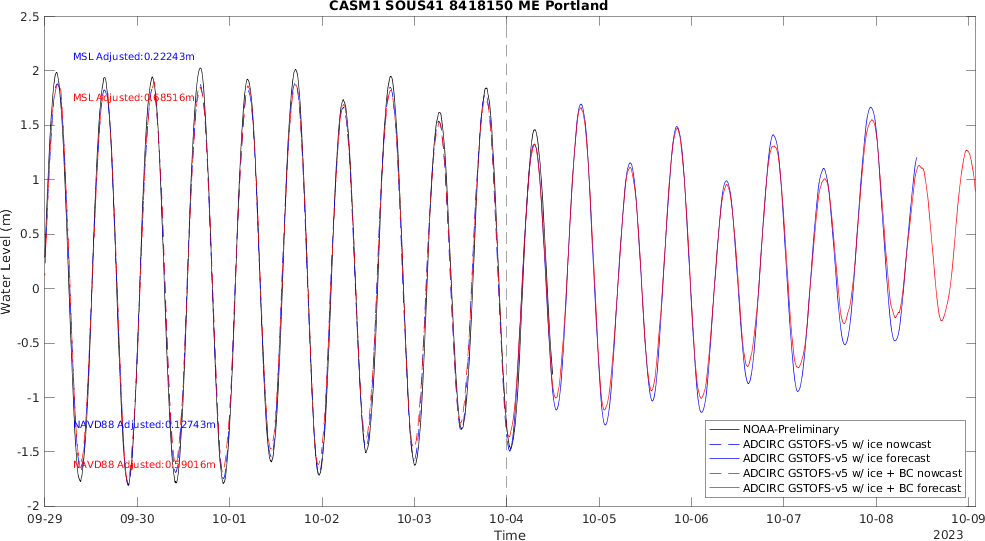 CASM1 SOUS41 8418150 ME Portland
2.5
MSL Adjusted:0.22243m
2
MSL Adjusted:0.68516m
1.5
1
0.5
Water Level (m)
0
-0.5
-1
NAVD88 Adjusted:0.12743m
NOAA-Preliminary
ADCIRC GSTOFS-v5 w/ ice nowcast
-1.5
ADCIRC GSTOFS-v5 w/ ice forecast
NAVD88 Adjusted:0.59016m
ADCIRC GSTOFS-v5 w/ ice + BC nowcast
ADCIRC GSTOFS-v5 w/ ice + BC forecast
-2
09-29 09-30 10-01 10-02 10-03 10-04 10-05 10-06 10-07 10-08 10-09
Time
2023